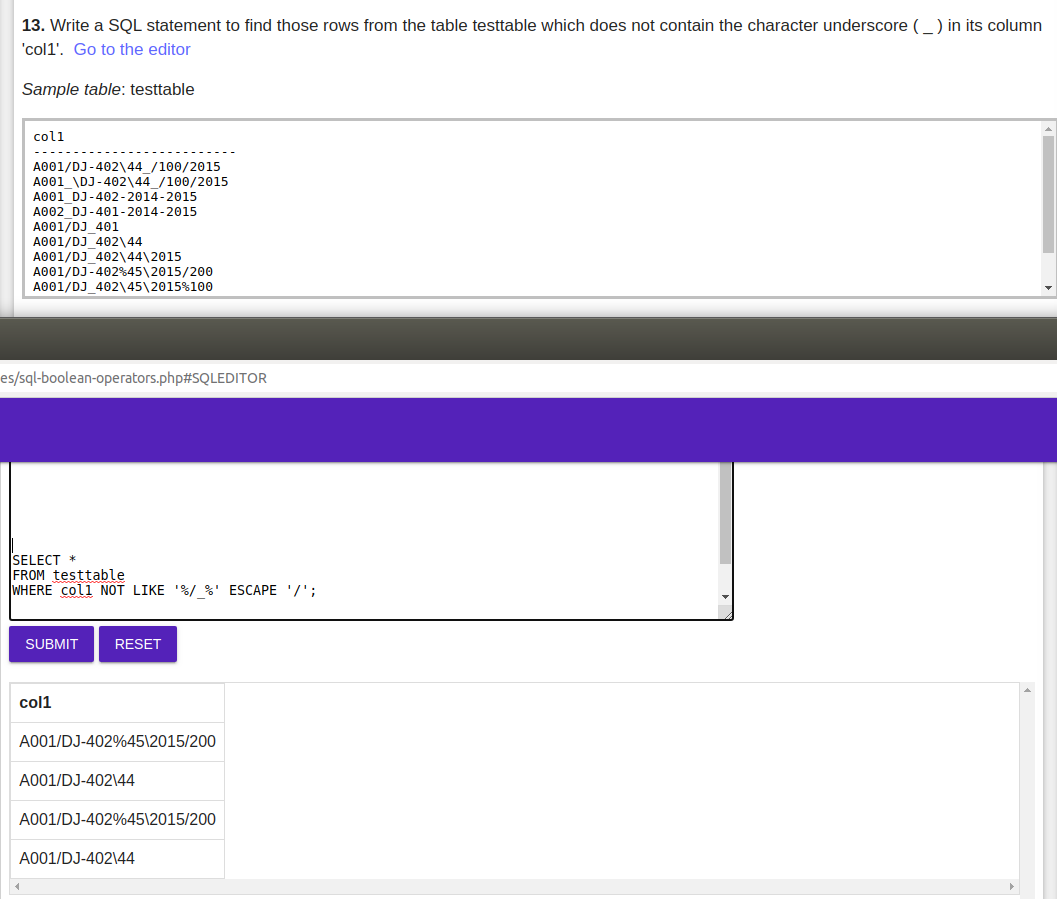 13. Write a SQL statement to find those rows from the table testtable which does not contain the character underscore ( _ ) in its column
'col1'.  Go to the editor
Sample table: testtable
col1
--------------------------
A001/DJ-402\44_/100/2015
A001_\DJ-402\44_/100/2015
A001_DJ-402-2014-2015
A002_DJ-401-2014-2015
A001/DJ_401
A001/DJ_402\44
A001/DJ_402\44\2015
A001/DJ-402%45\2015/200
A001/DJ_402\45\2015%100
es/sql-boolean-operators.php#SQLEDITOR
SELECT *
FROM testtable
WHERE col1 NOT LIKE '%/_%' ESCAPE '/';
SUBMIT RESET
col1
A001/DJ-402%45\2015/200
A001/DJ-402\44
A001/DJ-402%45\2015/200
A001/DJ-402\44